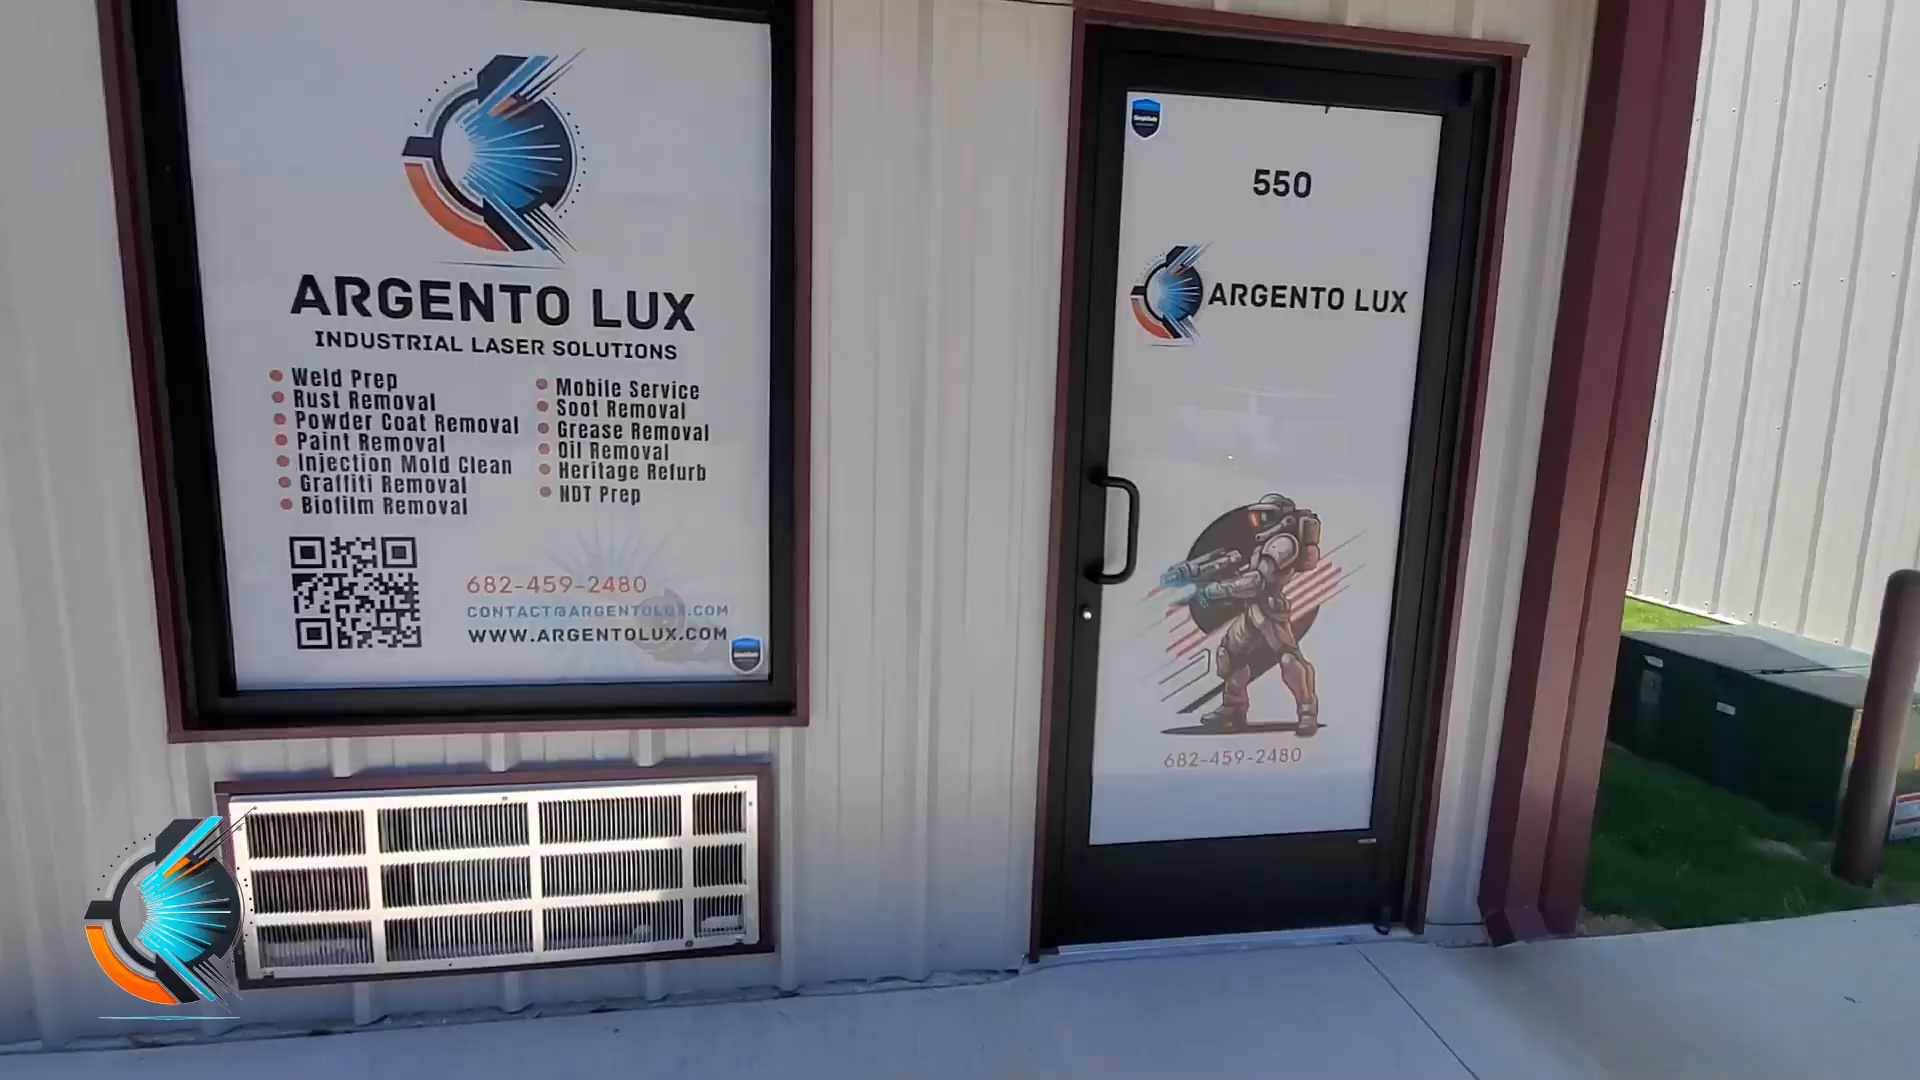 ARGENTO LUX
INDUSTRIAL LASER SOLUTIONS
Weld Prep
Rust Removal
Powder Coat Removal
Paint Removal
Injection Mold Clean
Graffiti Removal
Biofilm Removal
Mobile Service
Soot Removal
Grease Removal
Oil Removal
Heritage Refurb
NDT Prep
682-459-2480
CONTACT@ARGENTOLUX.COM
WWW.ARGENTOLUX.COM
550
ARGENTO LUX
682-459-2480